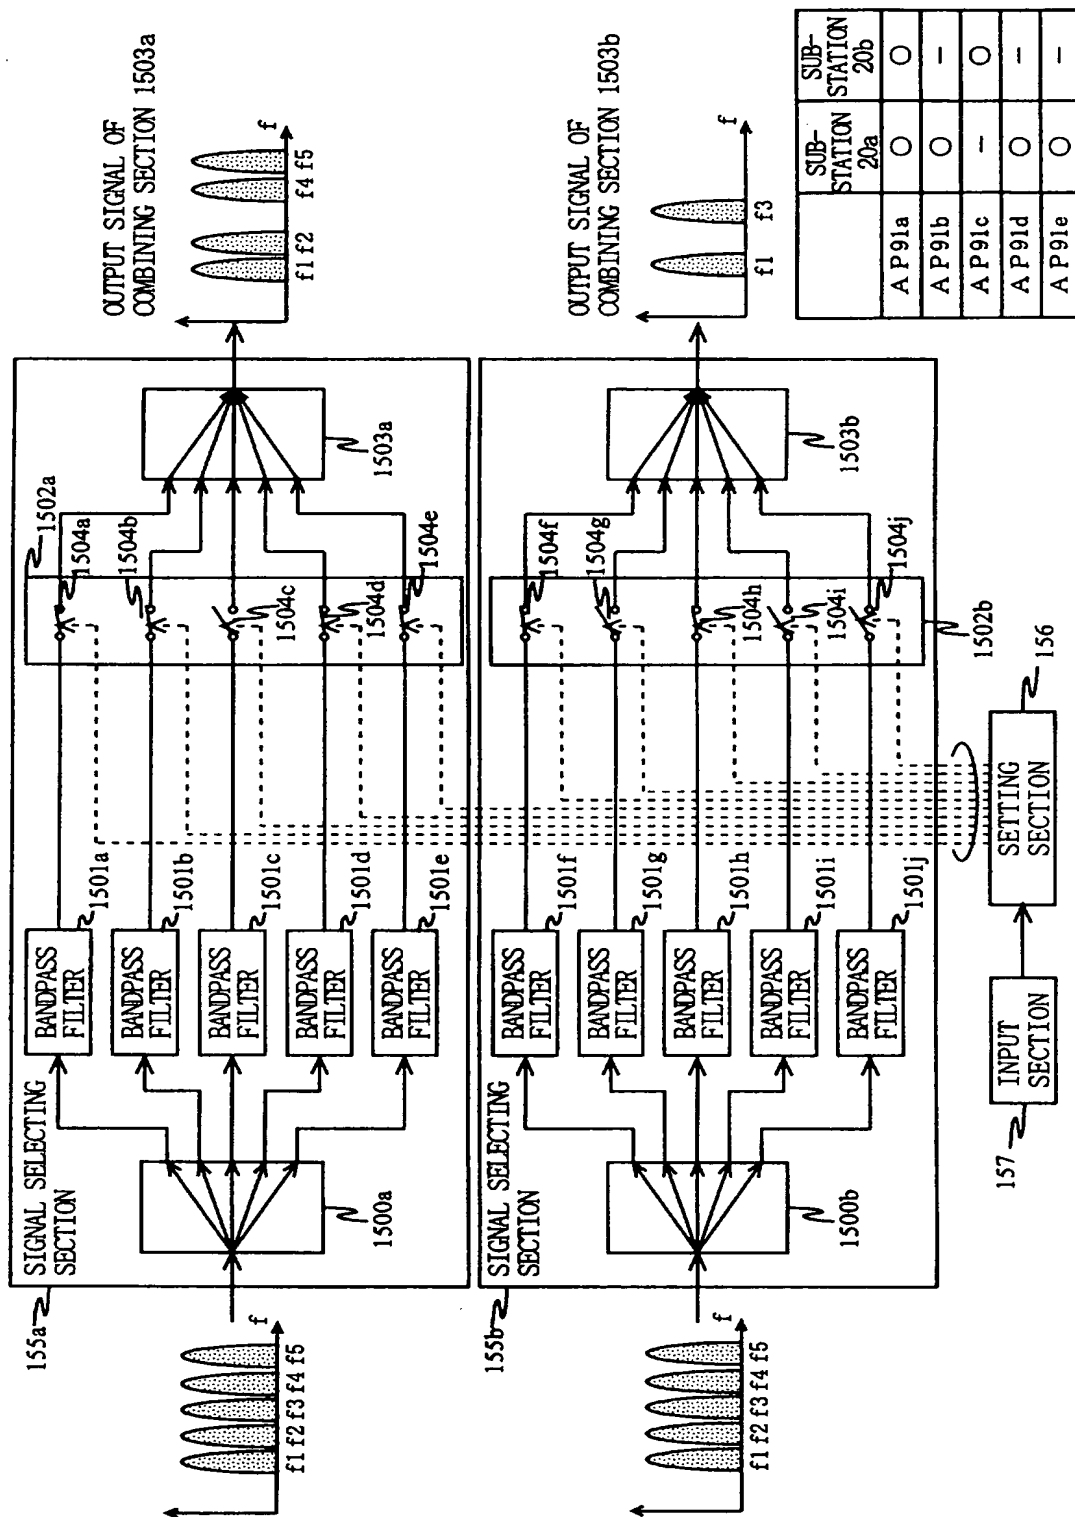 155a
SIGNAL SELECTING
SECTION
f
f1 f2 f3 f4 f5
1500a
BANDPASS
FILTER
1501a
BANDPASS
FILTER
1501b
BANDPASS
FILTER
1501c
BANDPASS
FILTER
1501d
BANDPASS
FILTER
1501e
1502a
1504a
1504b
1504c
1504d
1504e
1503a
OUTPUT SIGNAL OF
COMBINING SECTION 1503a
f
f1 f2 f4 f5
155b
SIGNAL SELECTING
SECTION
f
f1 f2 f3 f4 f5
1500b
BANDPASS
FILTER
1501f
BANDPASS
FILTER
1501g
BANDPASS
FILTER
1501h
BANDPASS
FILTER
1501i
BANDPASS
FILTER
1501j
1504f
1504g
1504h
1504i
1504j
1502b
1503b
OUTPUT SIGNAL OF
COMBINING SECTION 1503b
f
f1 f3
157
INPUT
SECTION
SETTING
SECTION
156
SUB-
STATION
20a
SUB-
STATION
20b
AP91a ○ ○
AP91b ○ -
AP91c - ○
AP91d ○ -
AP91e ○ -